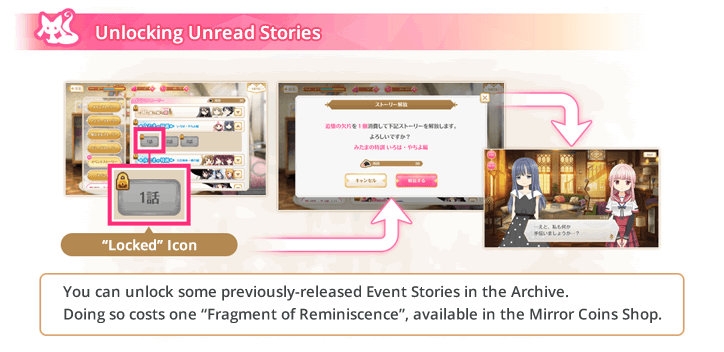 Unlocking Unread Stories
1話
"Locked" Icon
ストーリー解放
追憶の欠片を1個消費して下記ストーリーを解放します。
よろしいですか？
みたまの特訓 いろは・やちよ編
キャンセル
解放する
…えと、私も何か
手伝いましょうか…？
You can unlock some previously-released Event Stories in the Archive.
Doing so costs one “Fragment of Reminiscence”, available in the Mirror Coins Shop.